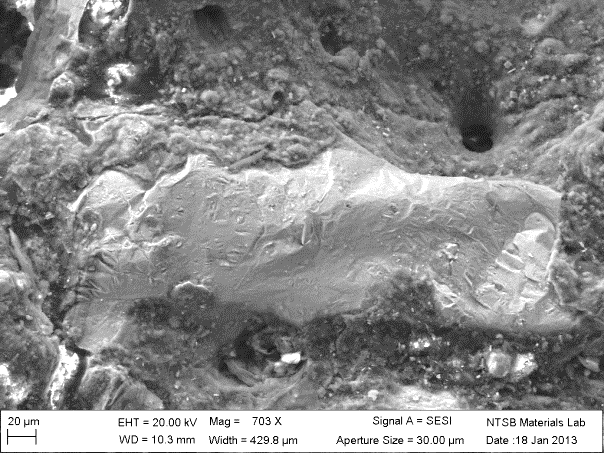 20 µm EHT = 20.00 kV Mag = 703 X Signal A = SESI NTSB Materials Lab
WD = 10.3 mm Width = 429.8 µm Aperture Size = 30.00 µm Date :18 Jan 2013